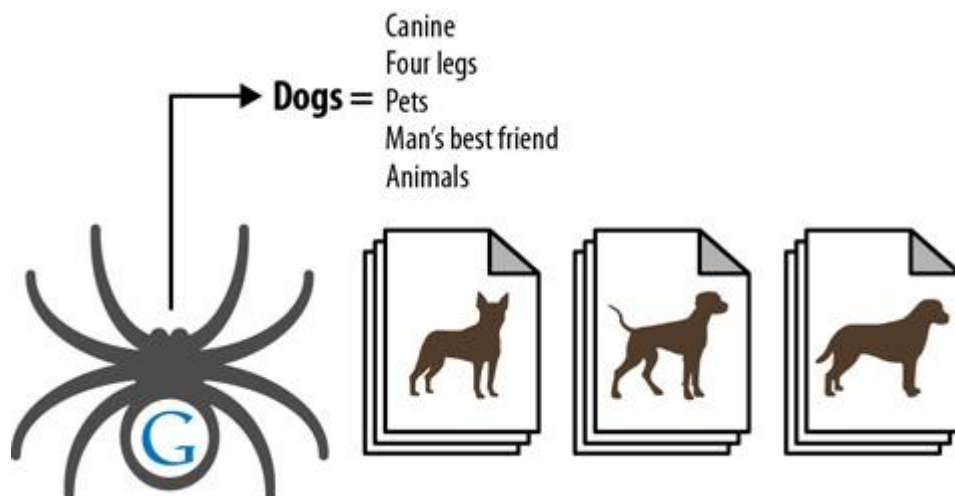 Canine
Four legs
Dogs = Pets
Man's best friend
Animals
G